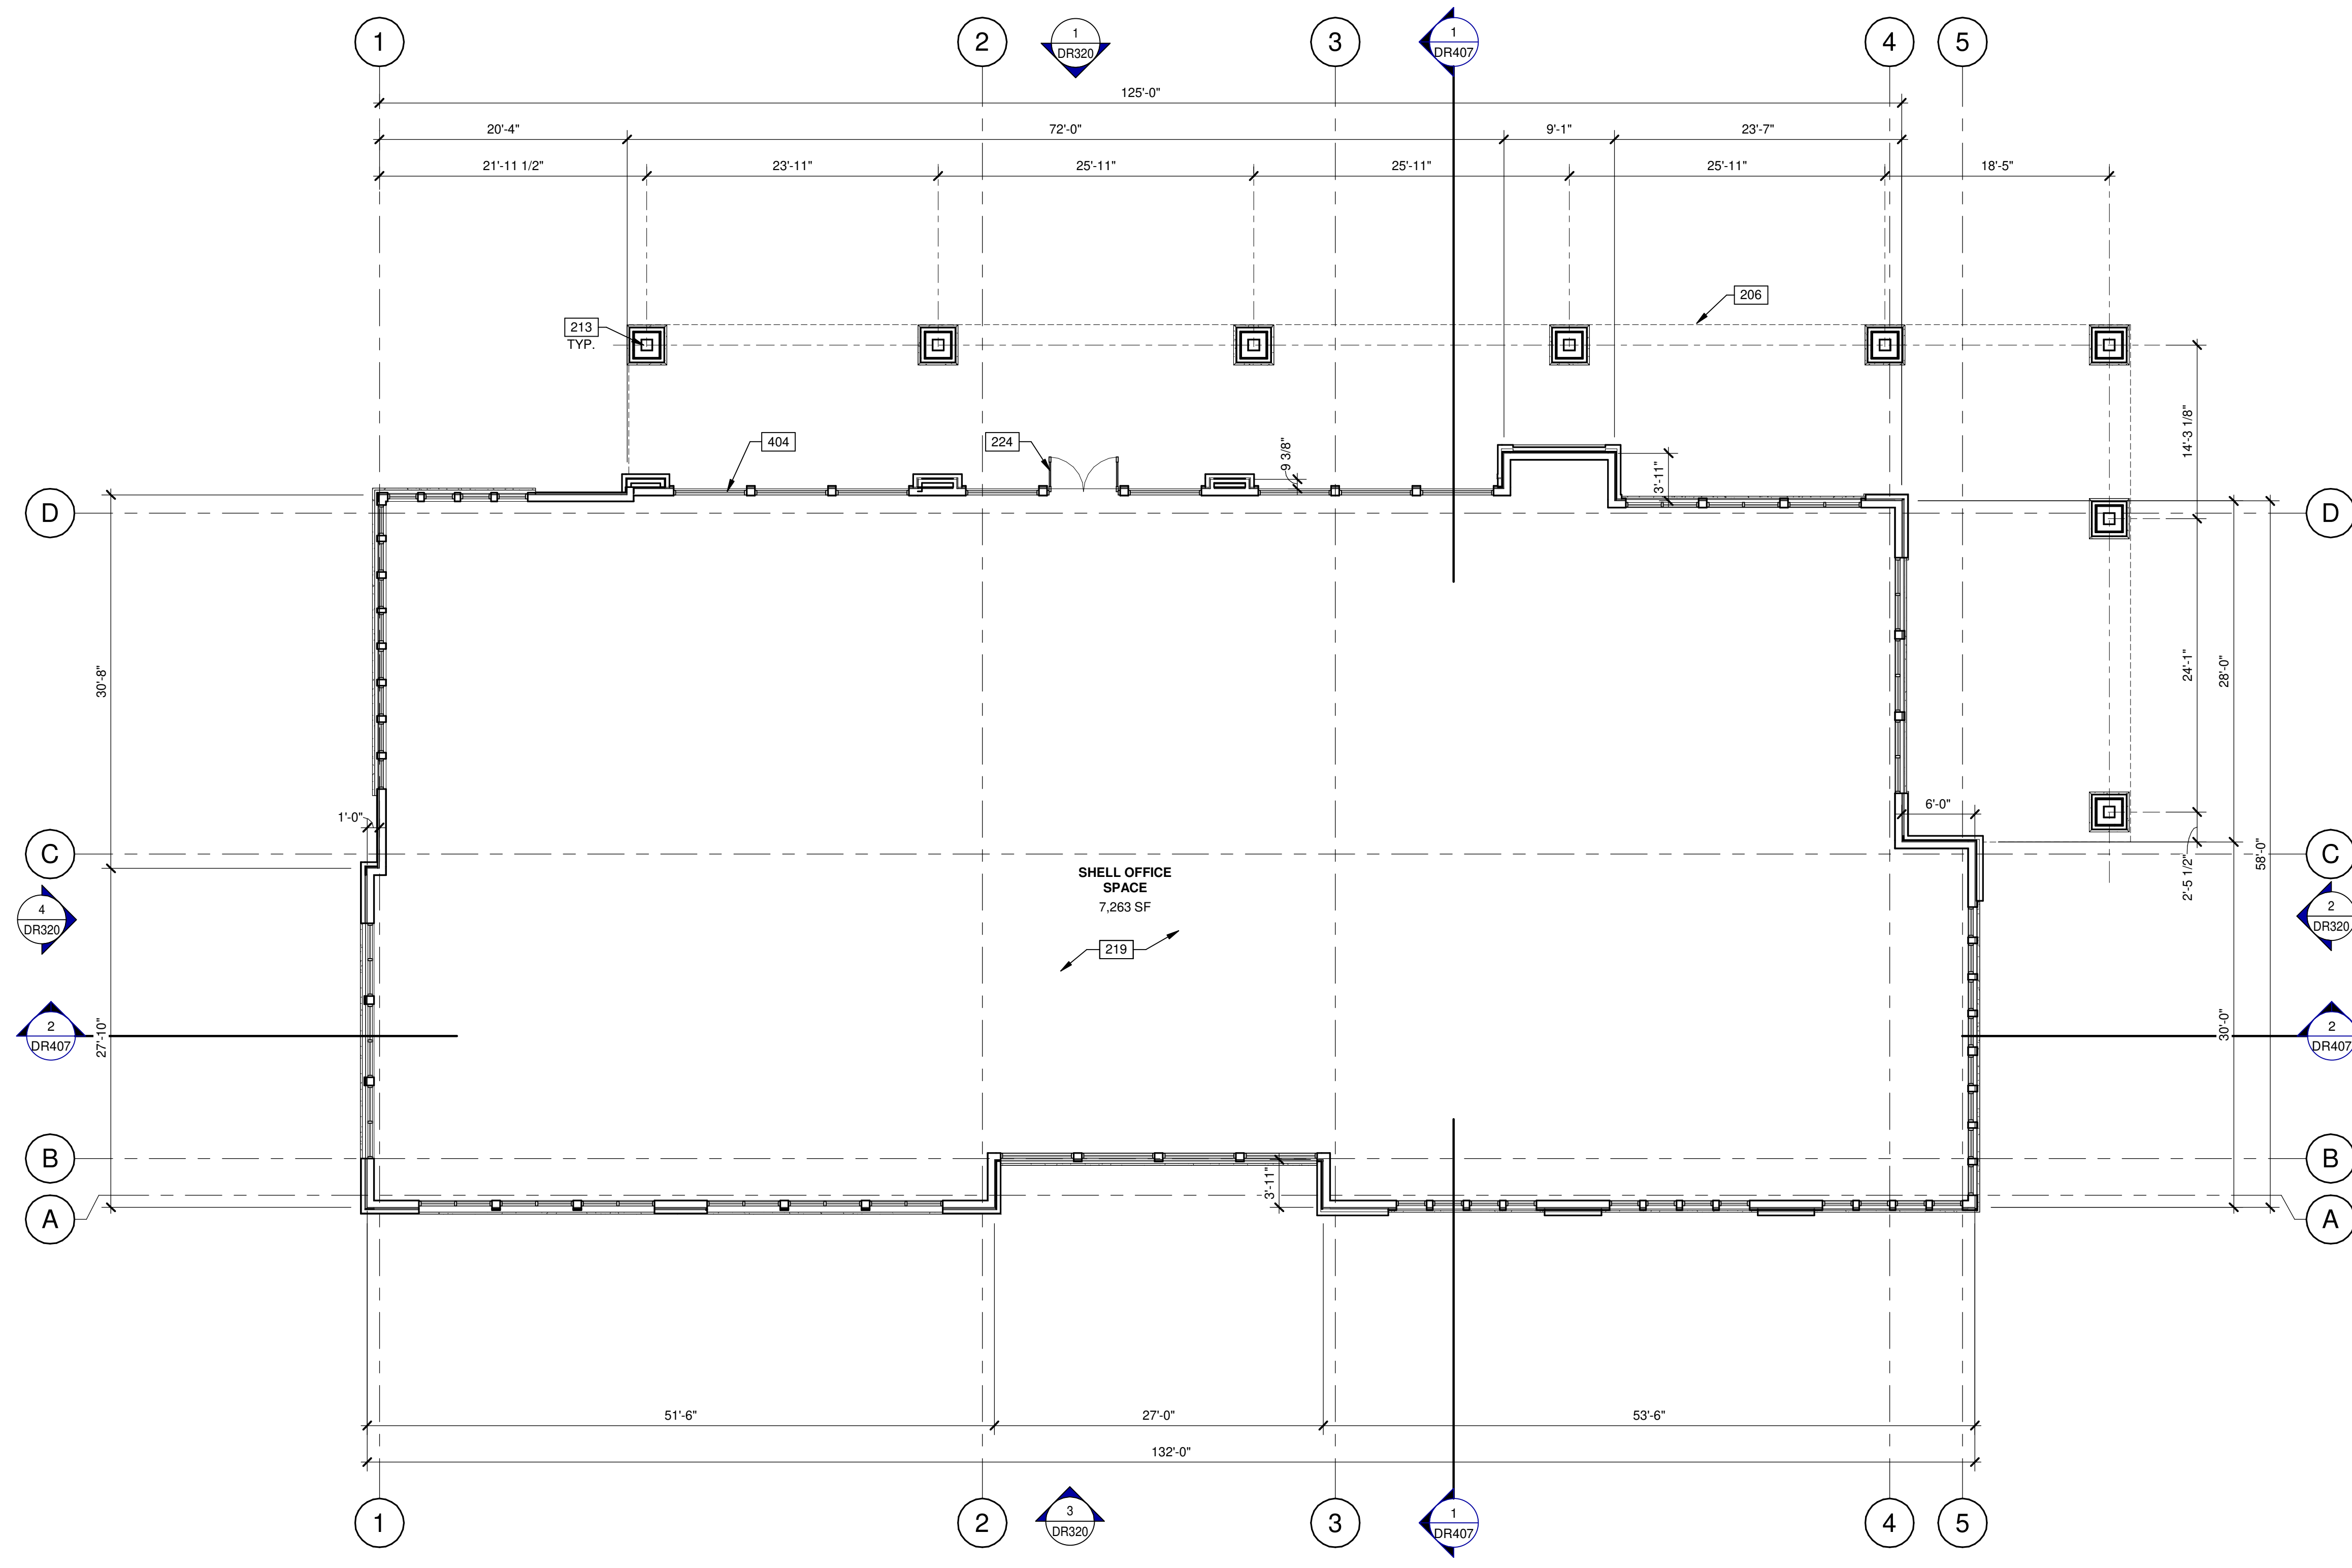 1
2
1
DR320
3
1
DR407
4
5
125'-0"
20'-4"
72'-0"
9'-1"
23'-7"
21'-11 1/2"
23'-11"
25'-11"
25'-11"
25'-11"
18'-5"
206
213
TYP.
14'-3 1/8"
404
224
9 3/8"
3'-11"
D
D
30'-8"
24'-1"
28'-0"
1'-0"
6'-0"
C
C
2'-5 1/2"
58'-0"
SHELL OFFICE
SPACE
7,263 SF
4
DR320
2
DR320
219
2
DR407
27'-10"
30'-0"
2
DR407
B
B
3'-11"
A
A
51'-6"
27'-0"
53'-6"
132'-0"
1
2
3
DR320
3
1
DR407
4
5